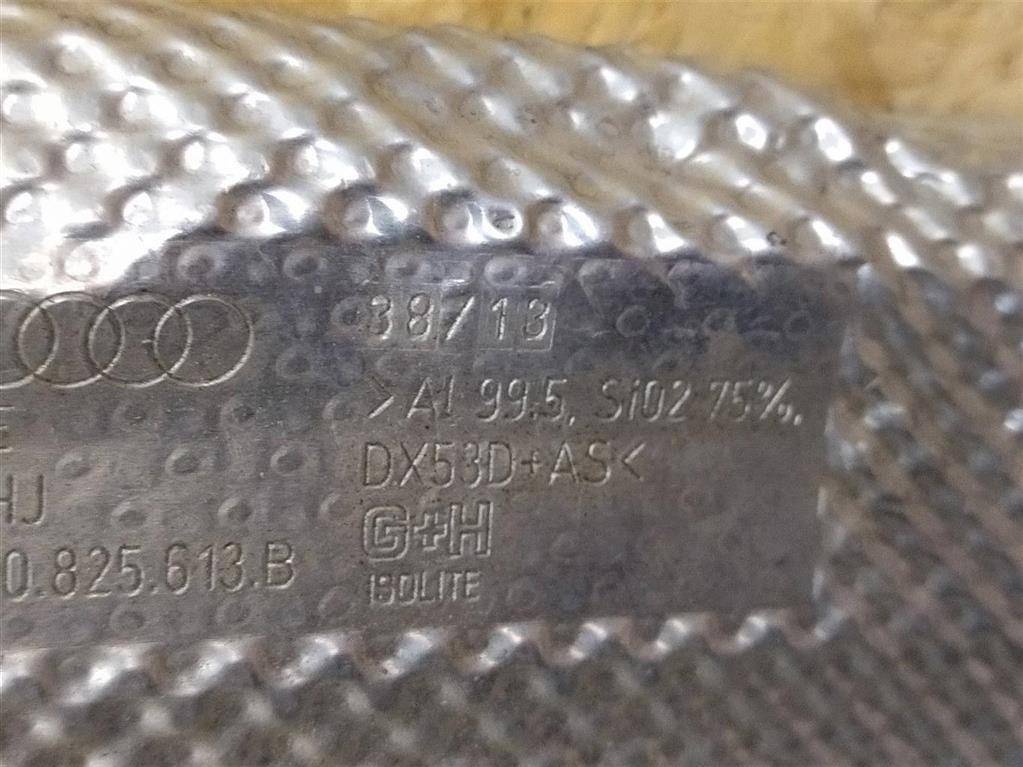 38/13
>Al 99.5, SiO2 75%,
DX53D+AS<
G+H
ISOLITE
E
HJ
0.825.613.B